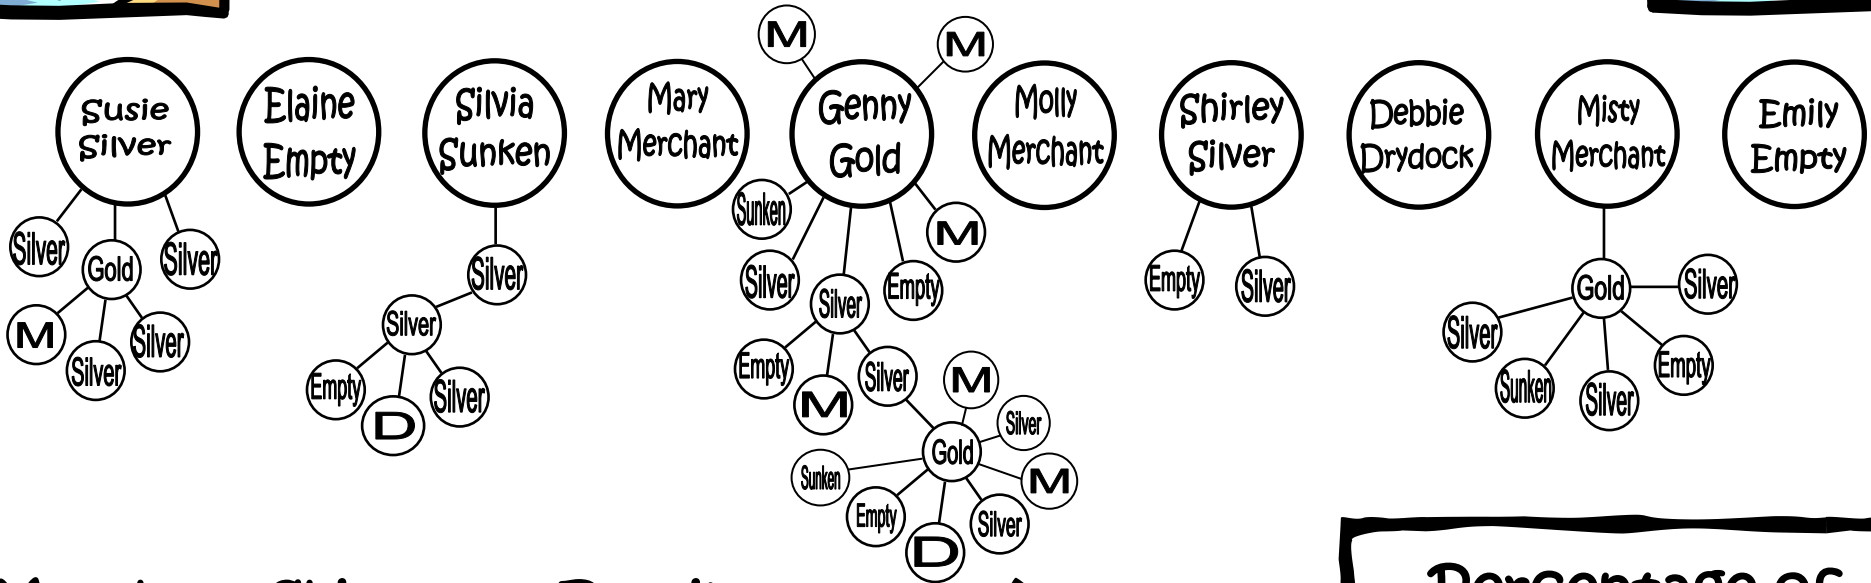 M
M
Susie
Silver
Elaine
Empty
Silvia
Sunken
Mary
Merchant
Genny
Gold
Molly
Merchant
Shirley
Silver
Debbie
Drydock
Misty
Merchant
Emily
Empty
Silver
Gold
Silver
M
Silver
Silver
Silver
Silver
Empty
D
Silver
Sunken
M
Silver
Silver
Empty
Empty
M
Silver
M
Silver
Gold
Sunken
M
Empty
Silver
D
Empty
Silver
Gold
Silver
Silver
Sunken
Silver
Empty
Percentage of